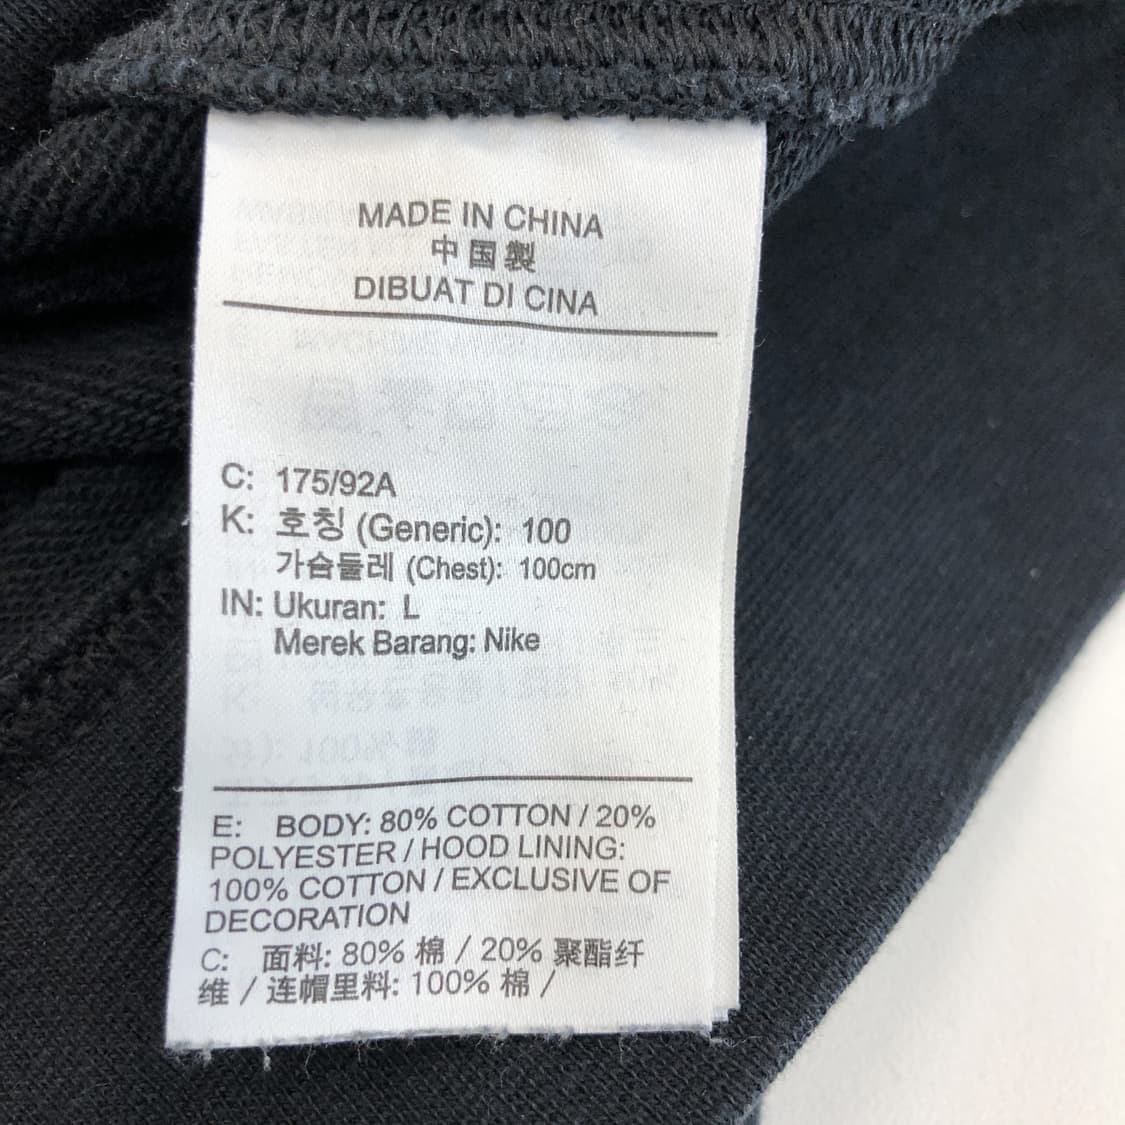 MADE IN CHINA
中国製
DIBUAT DI CINA
C: 175/92A
K: 호칭 (Generic): 100
가슴둘레 (Chest): 100cm
IN: Ukuran: L
Merek Barang: Nike
E: BODY: 80% COTTON / 20%
POLYESTER / HOOD LINING:
100% COTTON / EXCLUSIVE OF
DECORATION
C: 面料: 80% 棉 / 20% 聚酯纤
维 / 连帽里料: 100% 棉 /